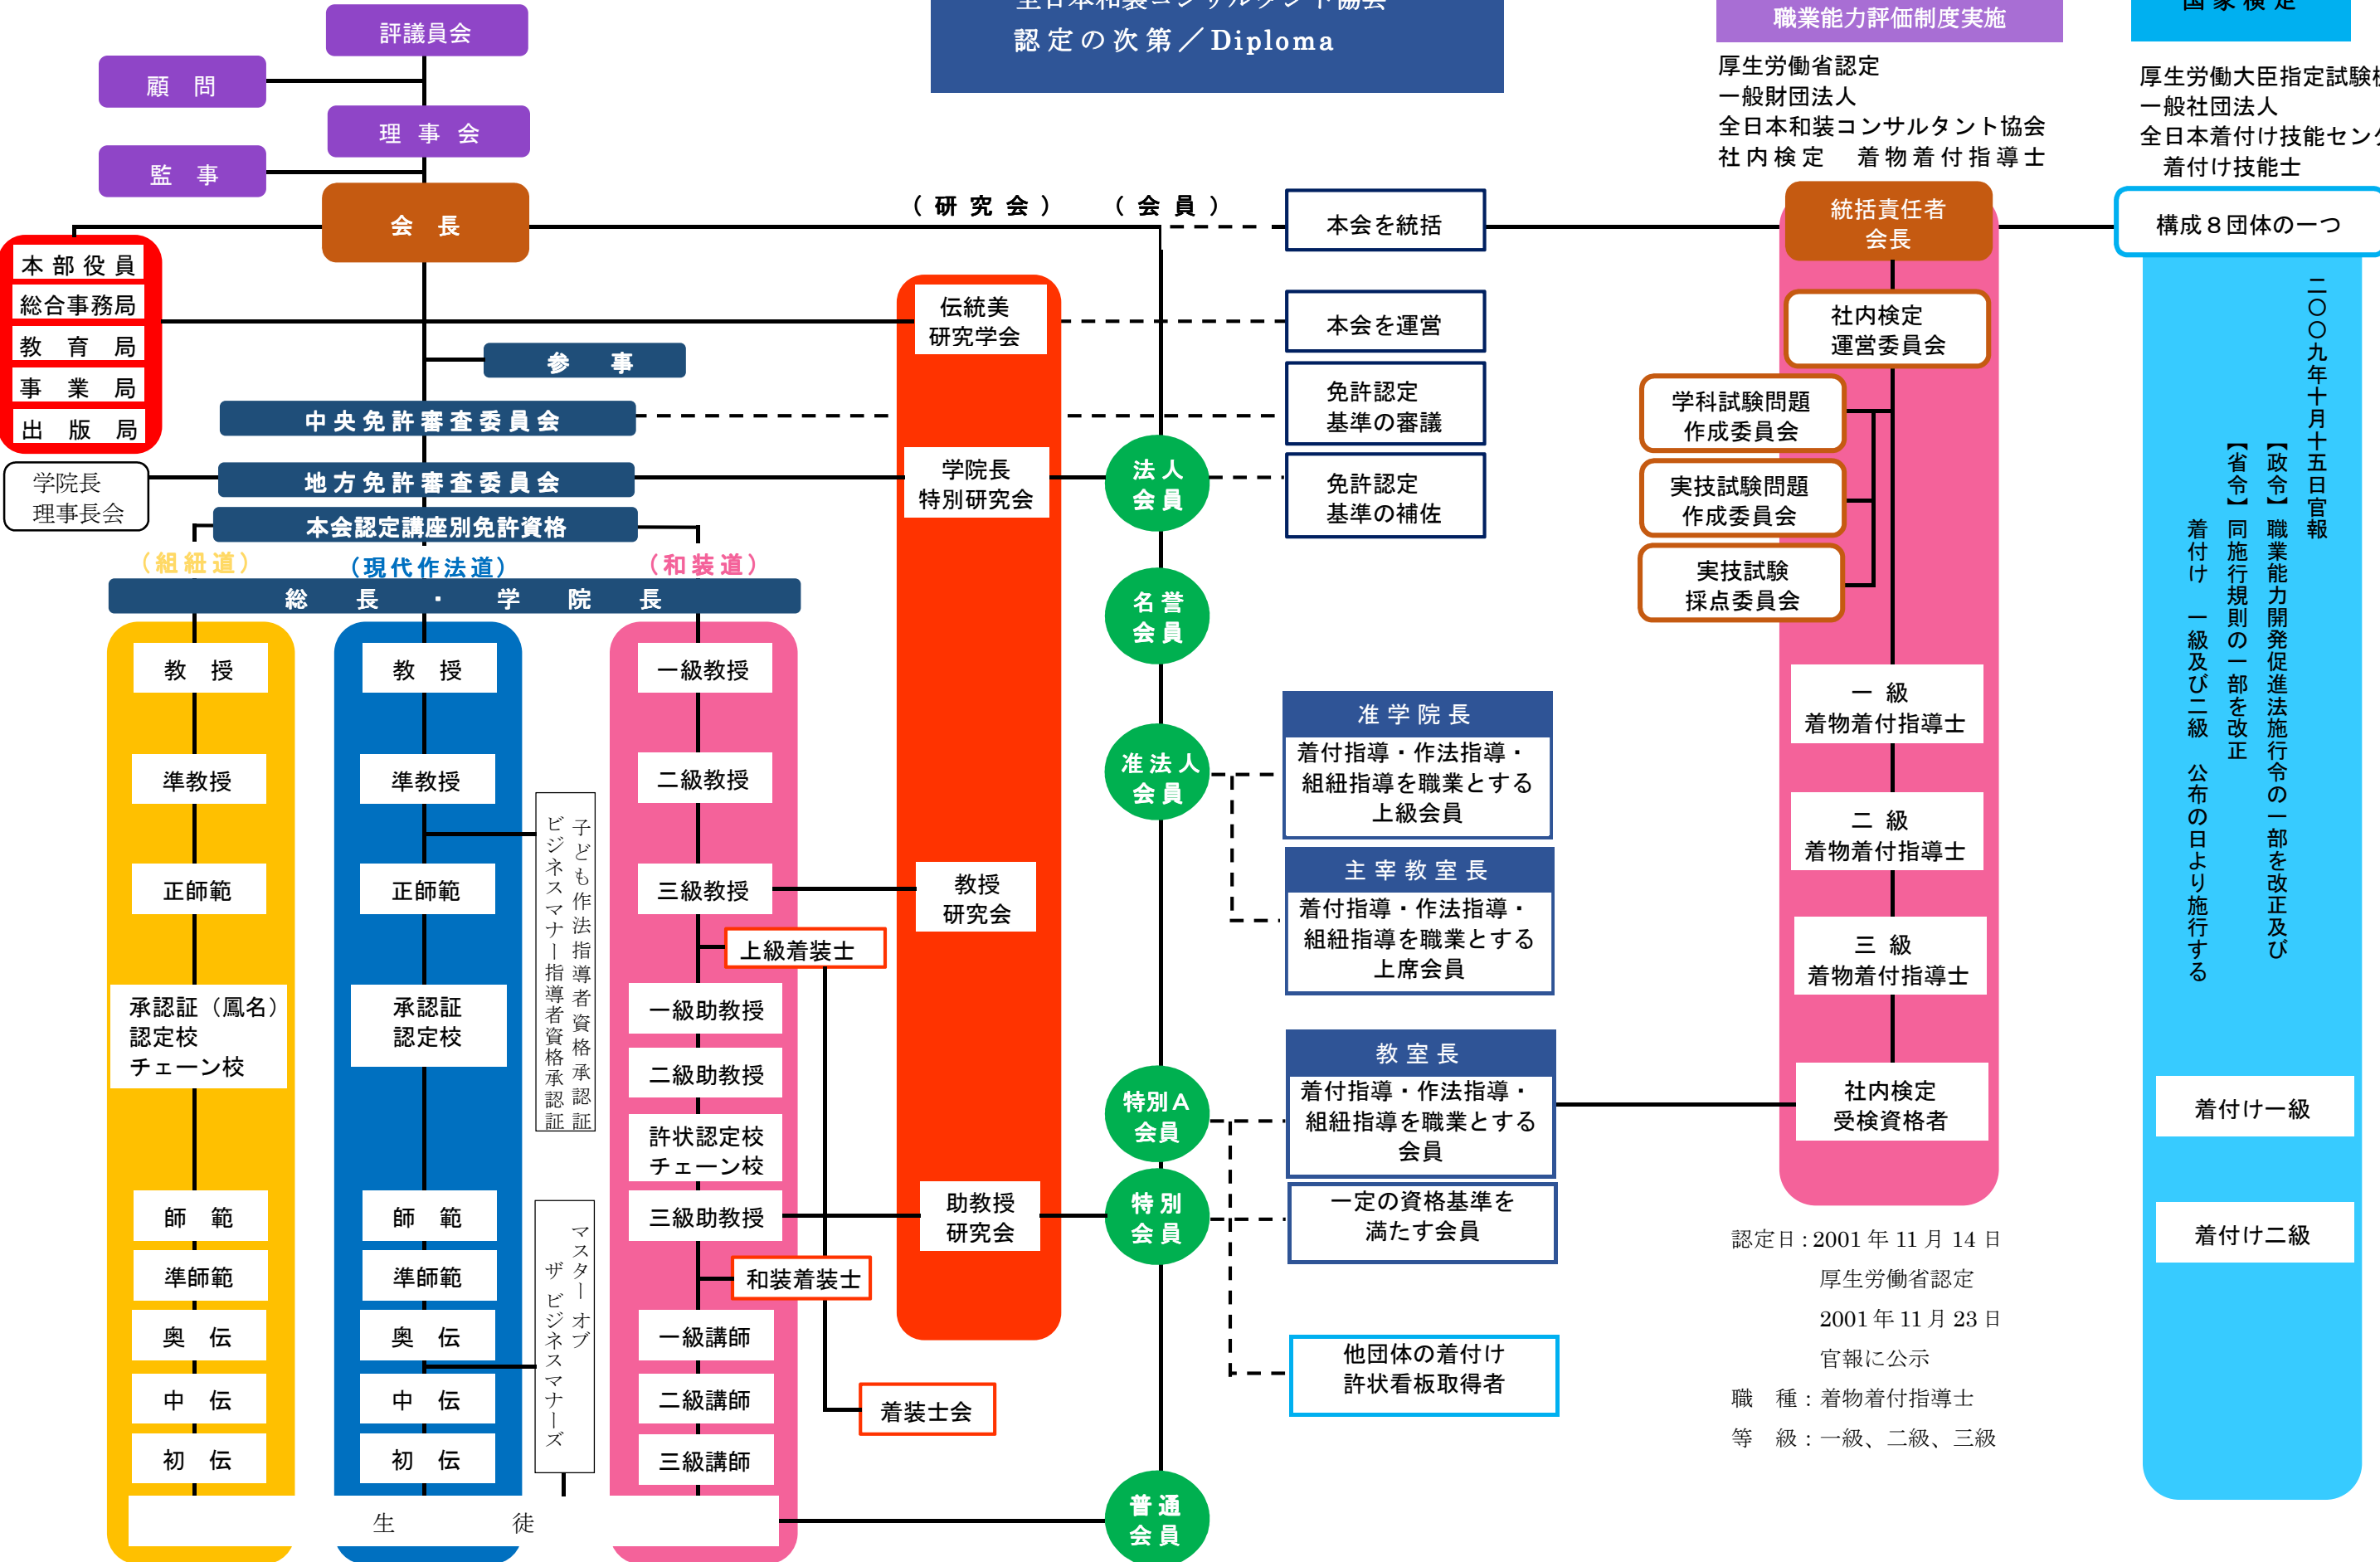 全日本和装コンサルタント協会
認定の次第／Diploma
職業能力評価制度実施
国家検定
厚生労働省認定
一般財団法人
全日本和装コンサルタント協会
社内検定　着物着付指導士
厚生労働大臣指定試験
一般社団法人
全日本着付け技能セン
着付け技能士
評議員会
顧　問
理　事　会
監　事
会　長
（研究会）
（会員）
本会を統括
統括責任者
会長
構成８団体の一つ
本部役員
総合事務局
教　育　局
事　業　局
出　版　局
伝統美
研究学会
本会を運営
社内検定
運営委員会
参　事
中央免許審査委員会
免許認定
基準の審議
学科試験問題
作成委員会
学院長
理事長会
地方免許審査委員会
学院長
特別研究会
法人
会員
免許認定
基準の補佐
実技試験問題
作成委員会
本会認定講座別免許資格
（組紐道）
（現代作法道）
（和装道）
実技試験
採点委員会
総　長　・　学　院　長
名誉
会員
教　授
準教授
正師範
承認証（鳳名）
認定校
チェーン校
師　範
準師範
奥　伝
中　伝
初　伝
教　授
準教授
正師範
承認証
認定校
師　範
準師範
奥　伝
中　伝
初　伝
子ども作法指導者資格承認証
ビジネスマナー指導者資格承認証
マスター オブ
ザ ビジネスマナーズ
一級教授
二級教授
三級教授
上級着装士
一級助教授
二級助教授
許状認定校
チェーン校
三級助教授
和装着装士
一級講師
二級講師
三級講師
着装士会
生　徒
教授
研究会
助教授
研究会
准法人
会員
特別Ａ
会員
特別
会員
普通
会員
准学院長
着付指導・作法指導・
組紐指導を職業とする
上級会員
主宰教室長
着付指導・作法指導・
組紐指導を職業とする
上席会員
教室長
着付指導・作法指導・
組紐指導を職業とする
会員
一定の資格基準を
満たす会員
他団体の着付け
許状看板取得者
一級
着物着付指導士
二級
着物着付指導士
三級
着物着付指導士
社内検定
受検資格者
認定日：2001年11月14日
厚生労働省認定
2001年11月23日
官報に公示
職　種：着物着付指導士
等　級：一級、二級、三級
二〇〇九年十月十五日官報
【政令】職業能力開発促進法施行令の一部を改正及び
【省令】同施行規則の一部を改正
着付け　一級及び二級　公布の日より施行する
着付け一級
着付け二級